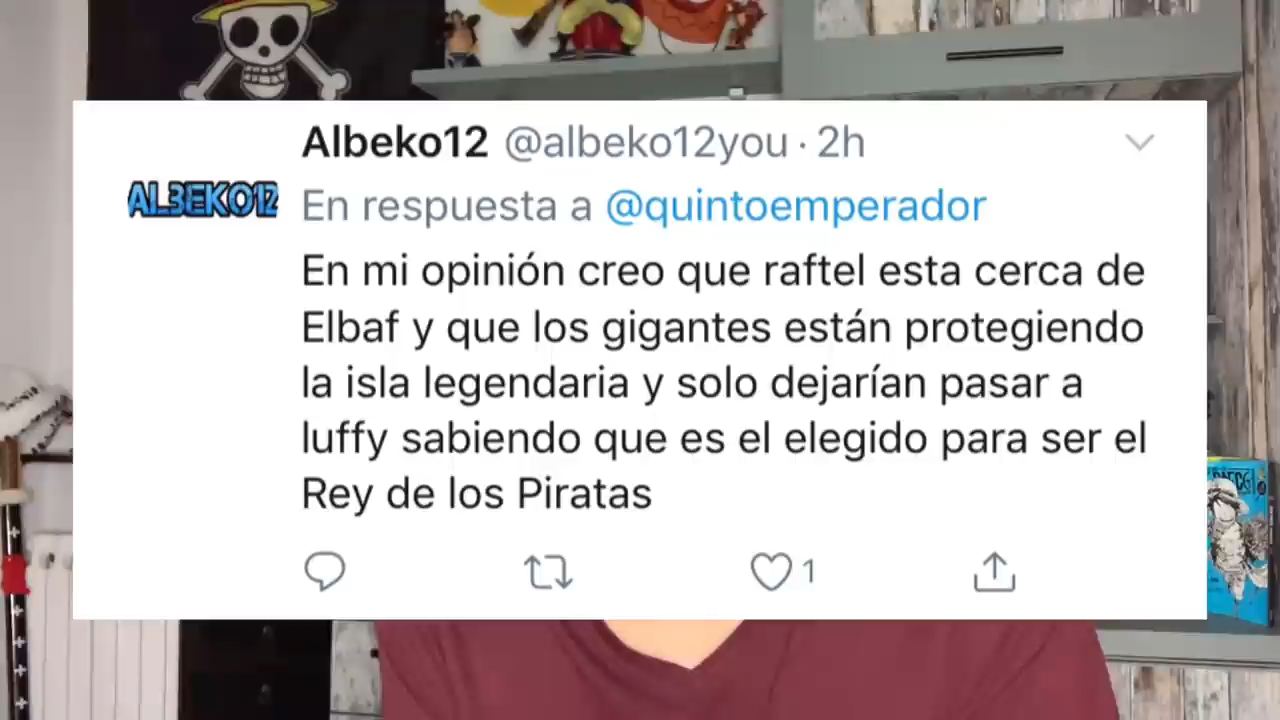 Albeko12 @albeko12you · 2h
ALBEKO12
En respuesta a @quintoemperador
En mi opinión creo que raftel esta cerca de
Elbaf y que los gigantes están protegiendo
la isla legendaria y solo dejarían pasar a
luffy sabiendo que es el elegido para ser el
Rey de los Piratas
1